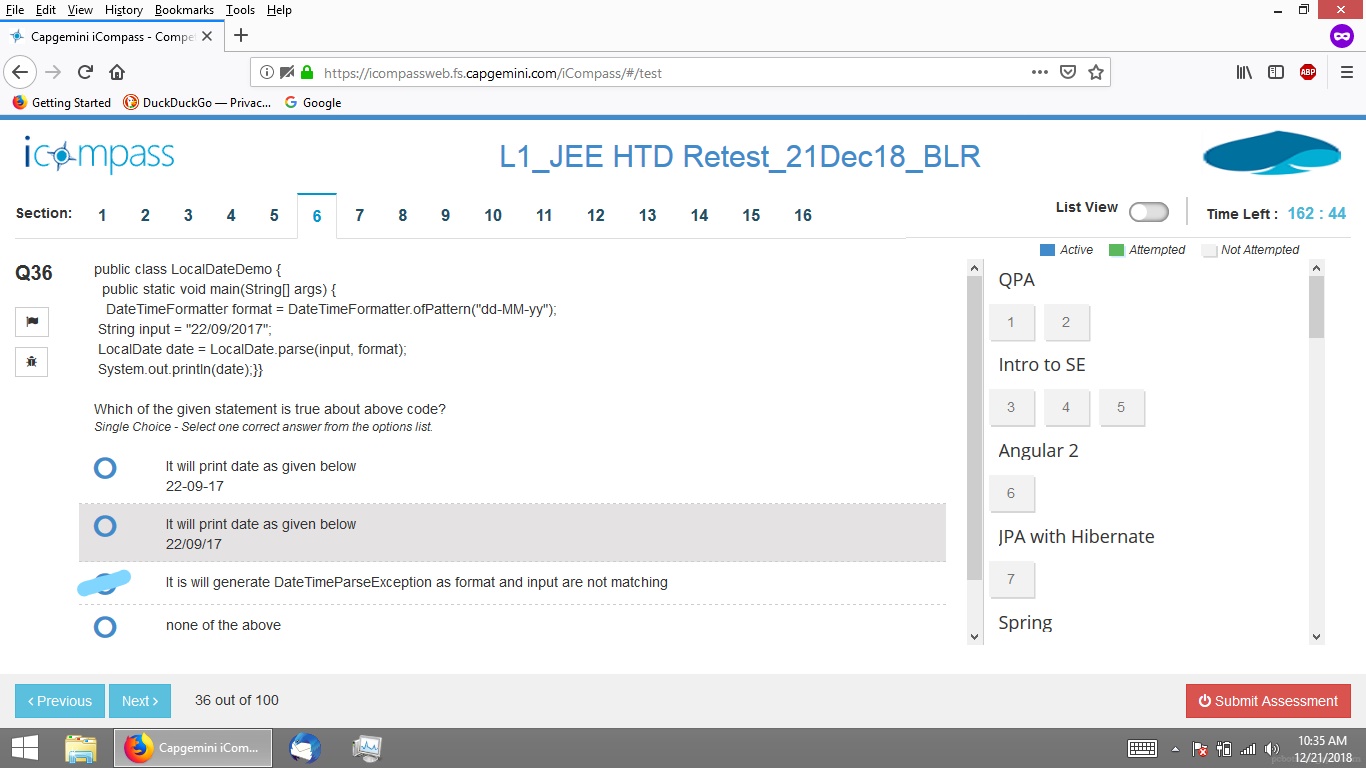 File Edit View History Bookmarks Tools Help
Capgemini iCompass - Compe
https://icompassweb.fs.capgemini.com/iCompass/#/test
ABP
Getting Started DuckDuckGo — Privac... Google
icompass
L1_JEE HTD Retest_21Dec18_BLR
Section: 1 2 3 4 5 6 7 8 9 10 11 12 13 14 15 16
List View
Time Left : 162 : 44
Active Attempted Not Attempted
Q36
public class LocalDateDemo {
public static void main(String[] args) {
DateTimeFormatter format = DateTimeFormatter.ofPattern("dd-MM-yy");
String input = "22/09/2017";
LocalDate date = LocalDate.parse(input, format);
System.out.println(date);}}
Which of the given statement is true about above code?
Single Choice - Select one correct answer from the options list.
It will print date as given below
22-09-17
It will print date as given below
22/09/17
It is will generate DateTimeParseException as format and input are not matching
none of the above
QPA
1 2
Intro to SE
3 4 5
Angular 2
6
JPA with Hibernate
7
Spring
Previous
Next
36 out of 100
Submit Assessment
Capgemini iCom...
10:35 AM
12/21/2018